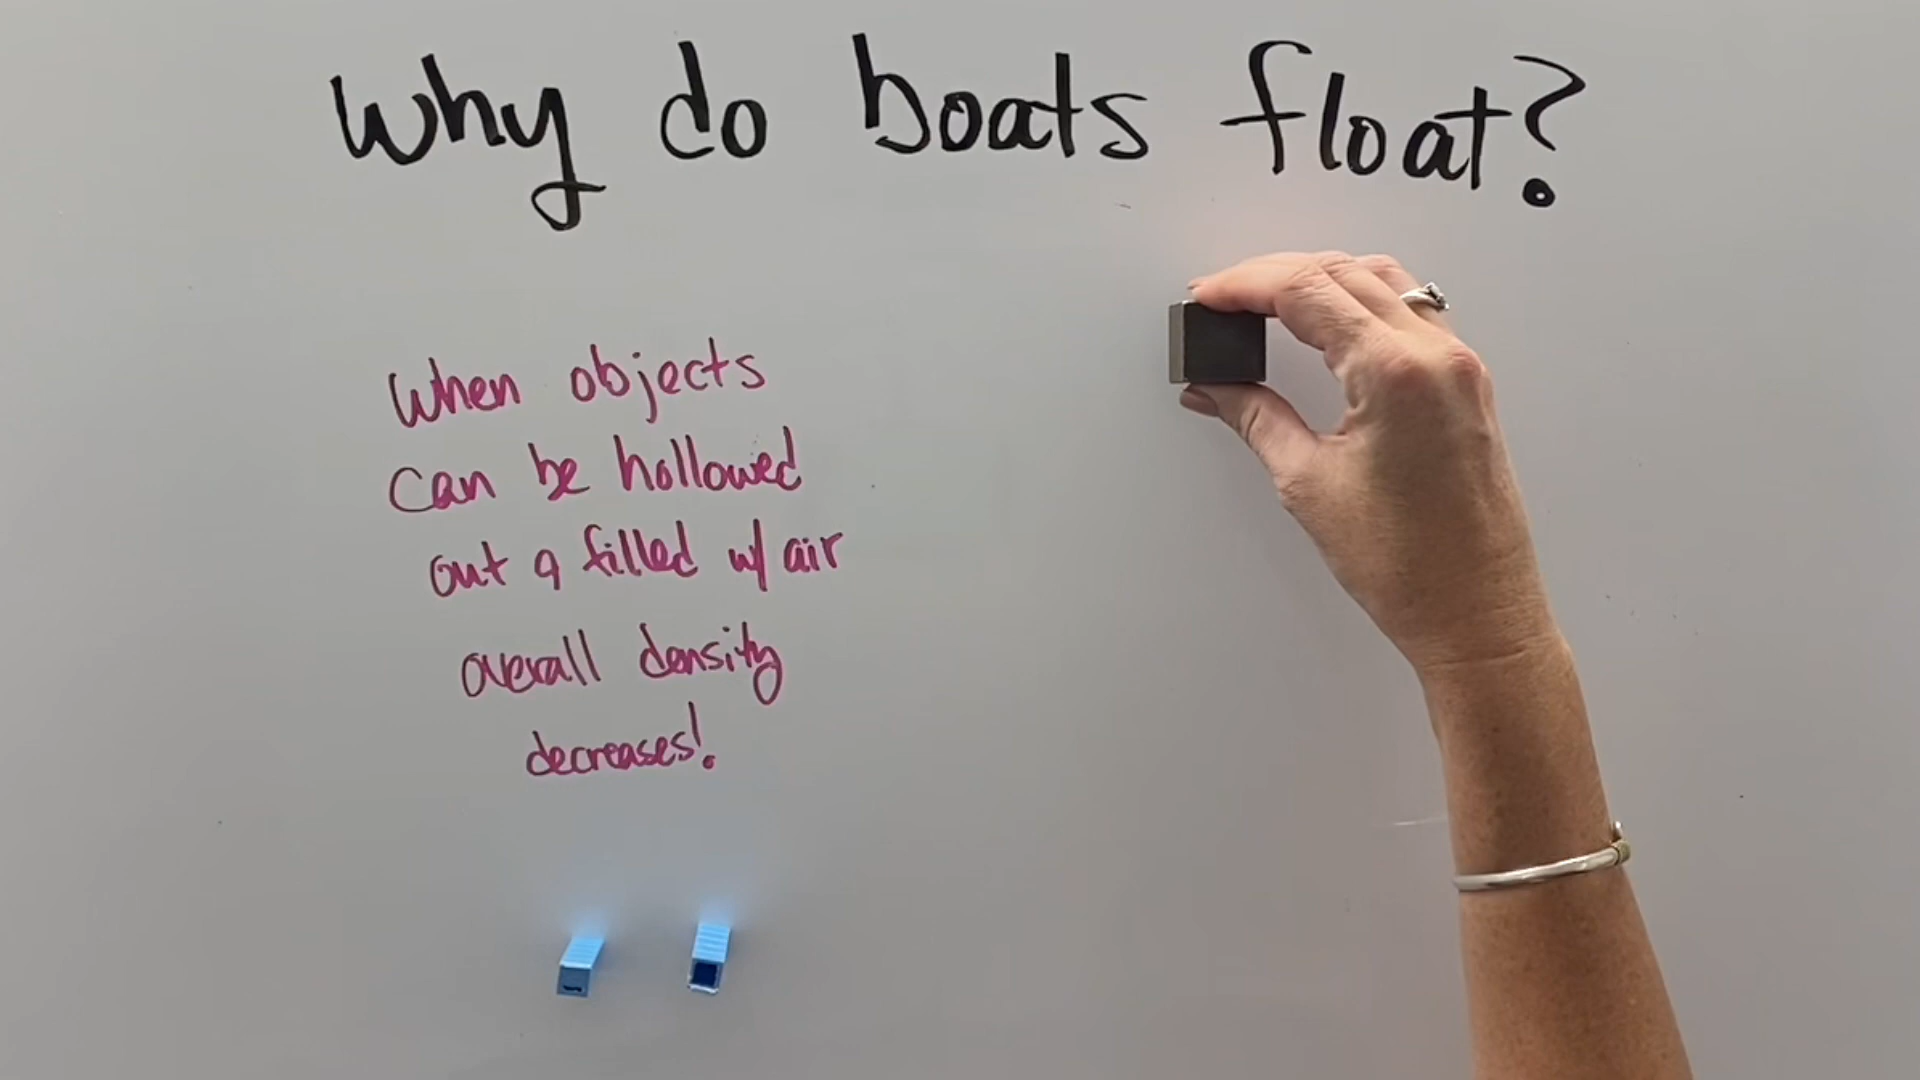 Why do boats float?
When objects
can be hollowed
out & filled w/ air
overall density
decreases!